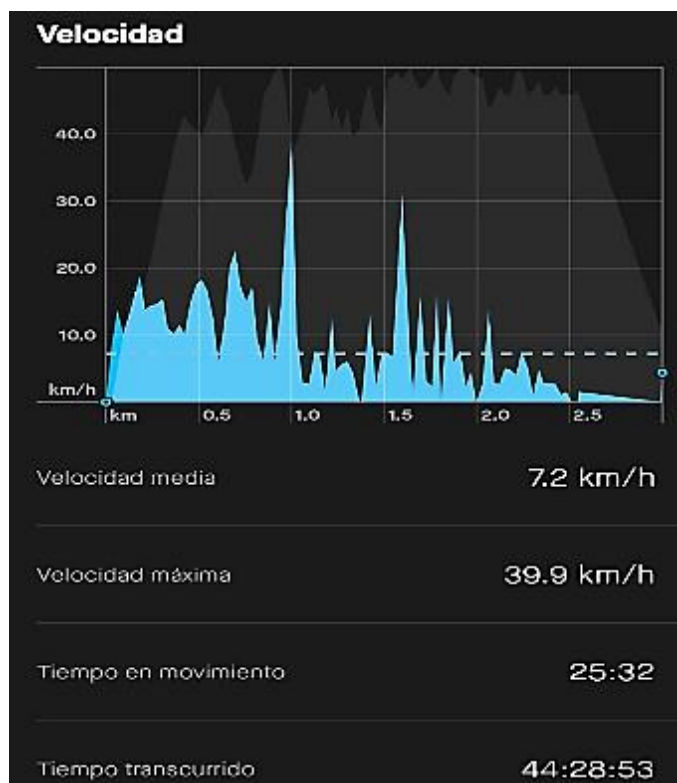 Velocidad
40.0
30.0
20.0
10.0
km/h
km 0.5 1.0 1.5 2.0 2.5
Velocidad media 7.2 km/h
Velocidad máxima 39.9 km/h
Tiempo en movimiento 25:32
Tiempo transcurrido 44:28:53